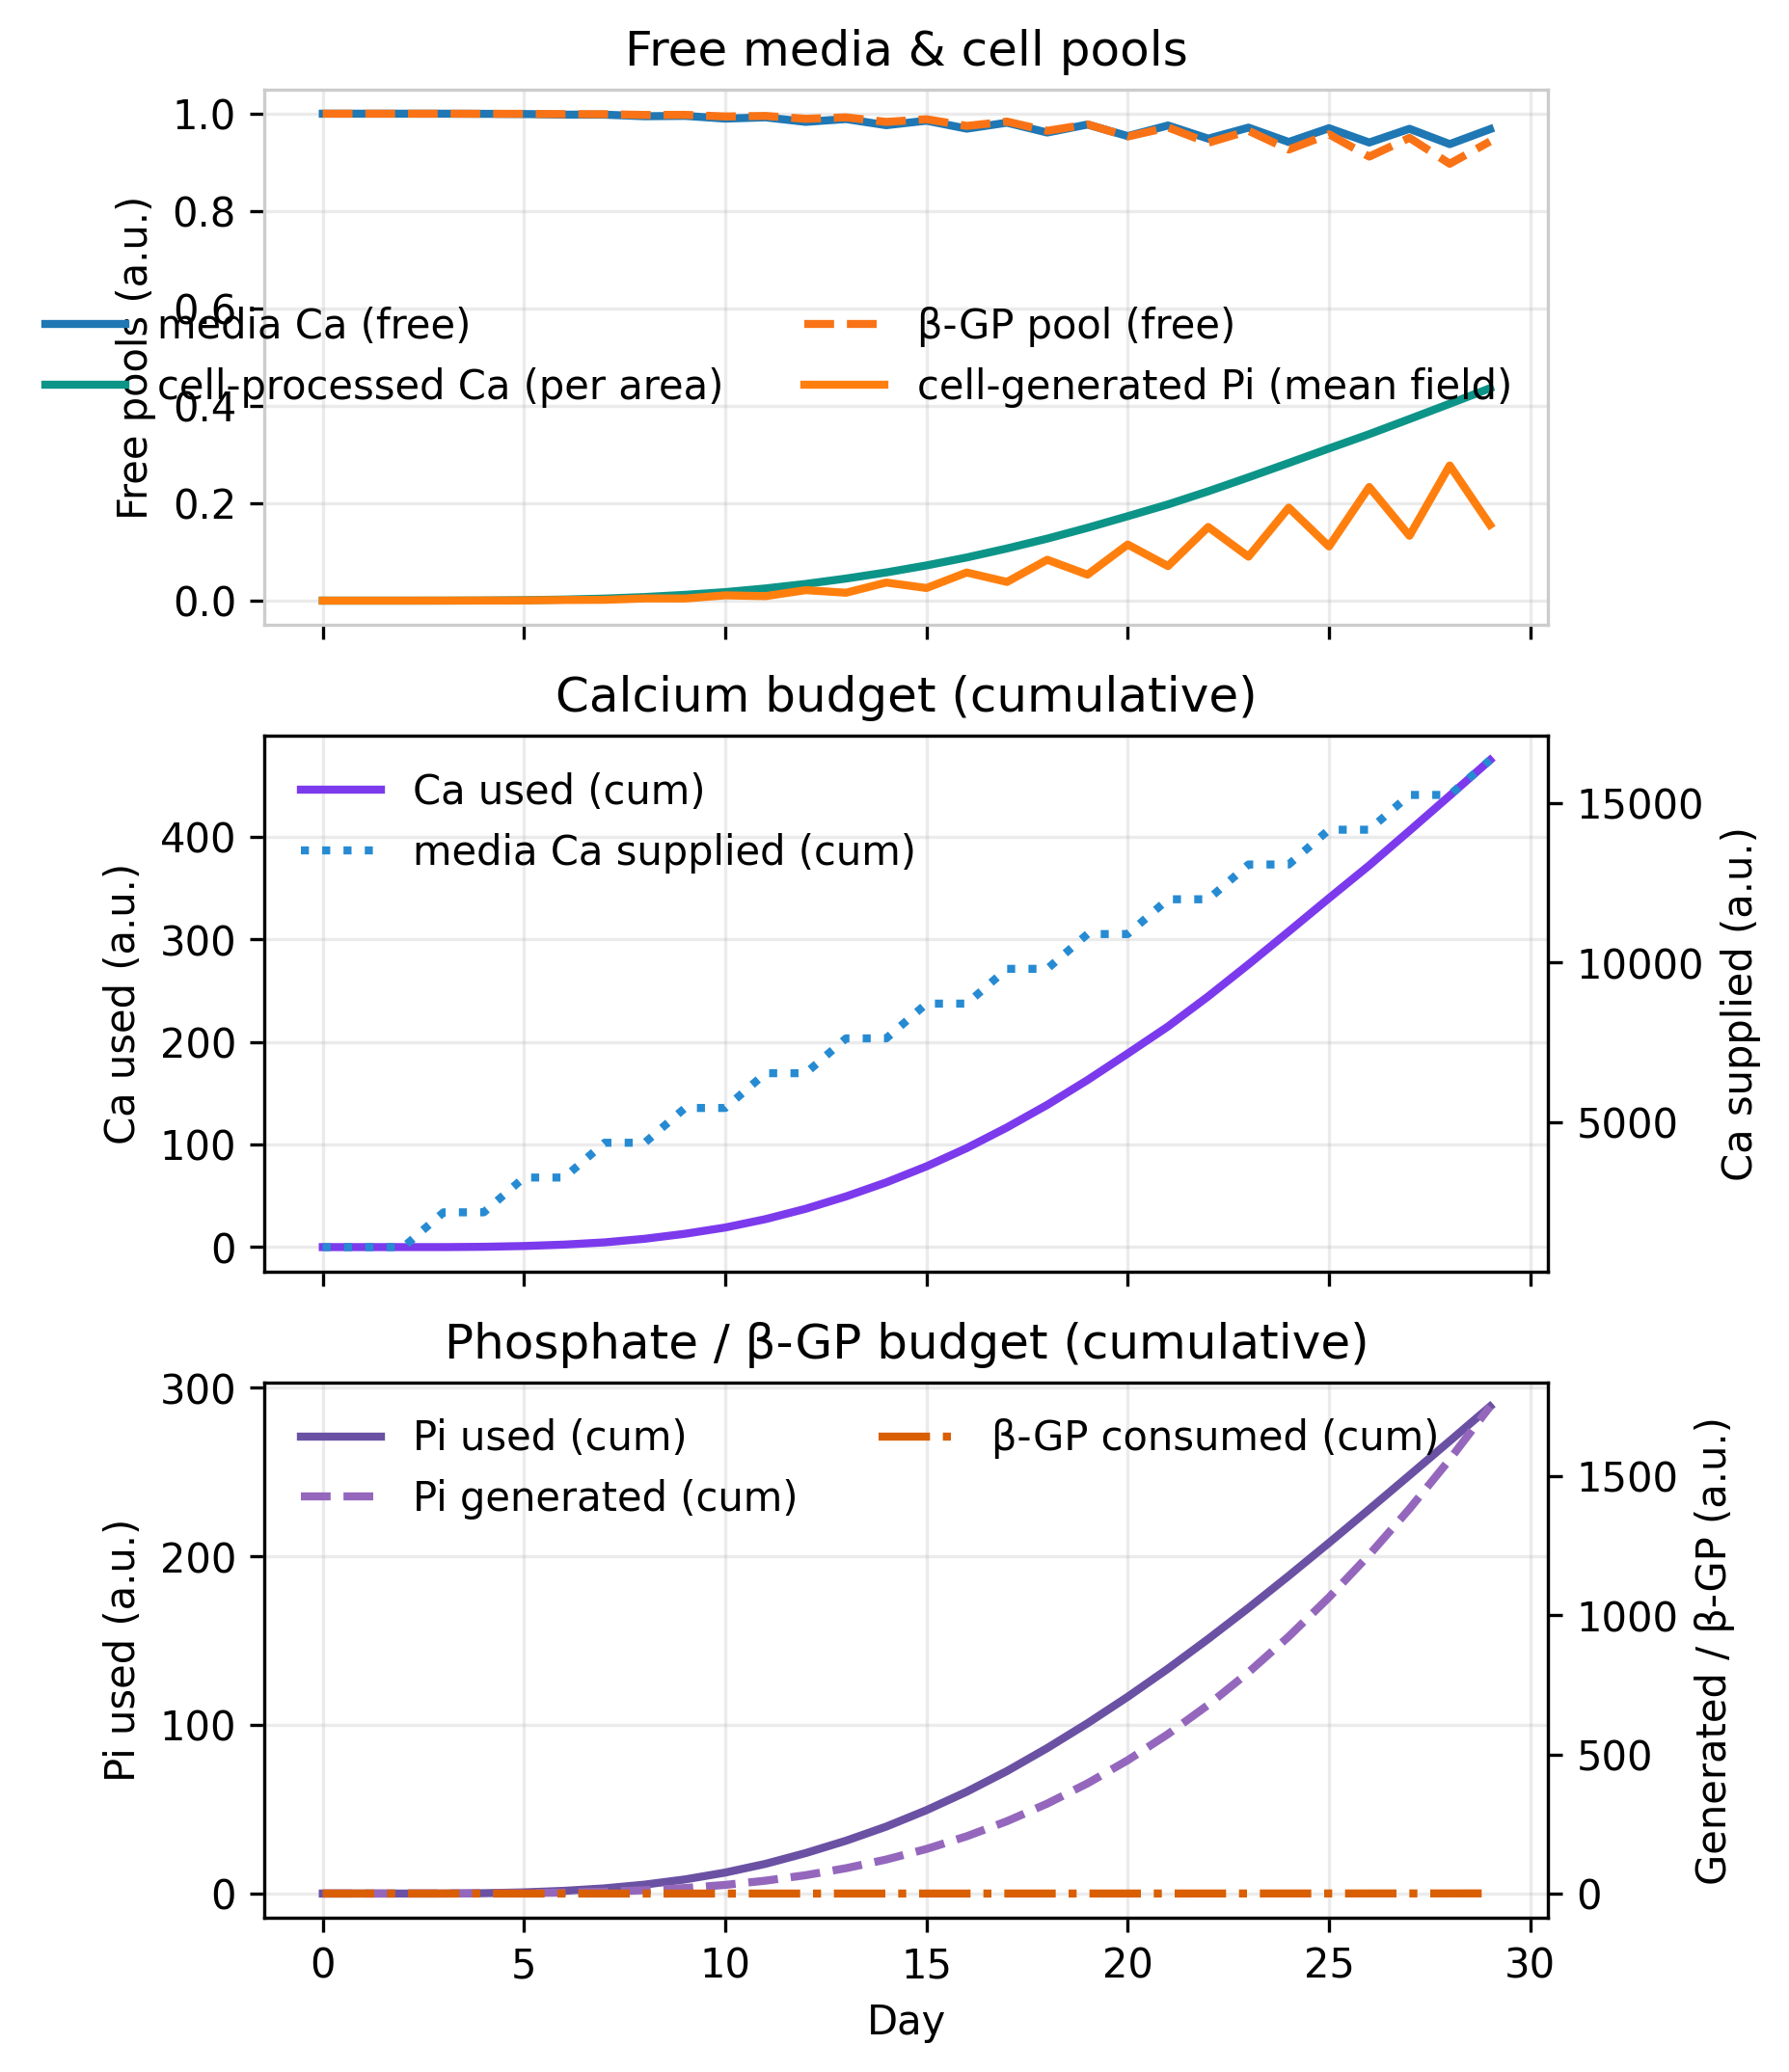 Free media & cell pools
Free pools (a.u.)
1.0
0.8
0.6
0.4
0.2
0.0
media Ca (free)
β-GP pool (free)
cell-processed Ca (per area)
cell-generated Pi (mean field)
Calcium budget (cumulative)
Ca used (a.u.)
400
300
200
100
0
Ca used (cum)
media Ca supplied (cum)
15000
10000
5000
Ca supplied (a.u.)
Phosphate / β-GP budget (cumulative)
Pi used (a.u.)
300
200
100
0
Pi used (cum)
β-GP consumed (cum)
Pi generated (cum)
1500
1000
500
0
Generated / β-GP (a.u.)
0 5 10 15 20 25 30
Day